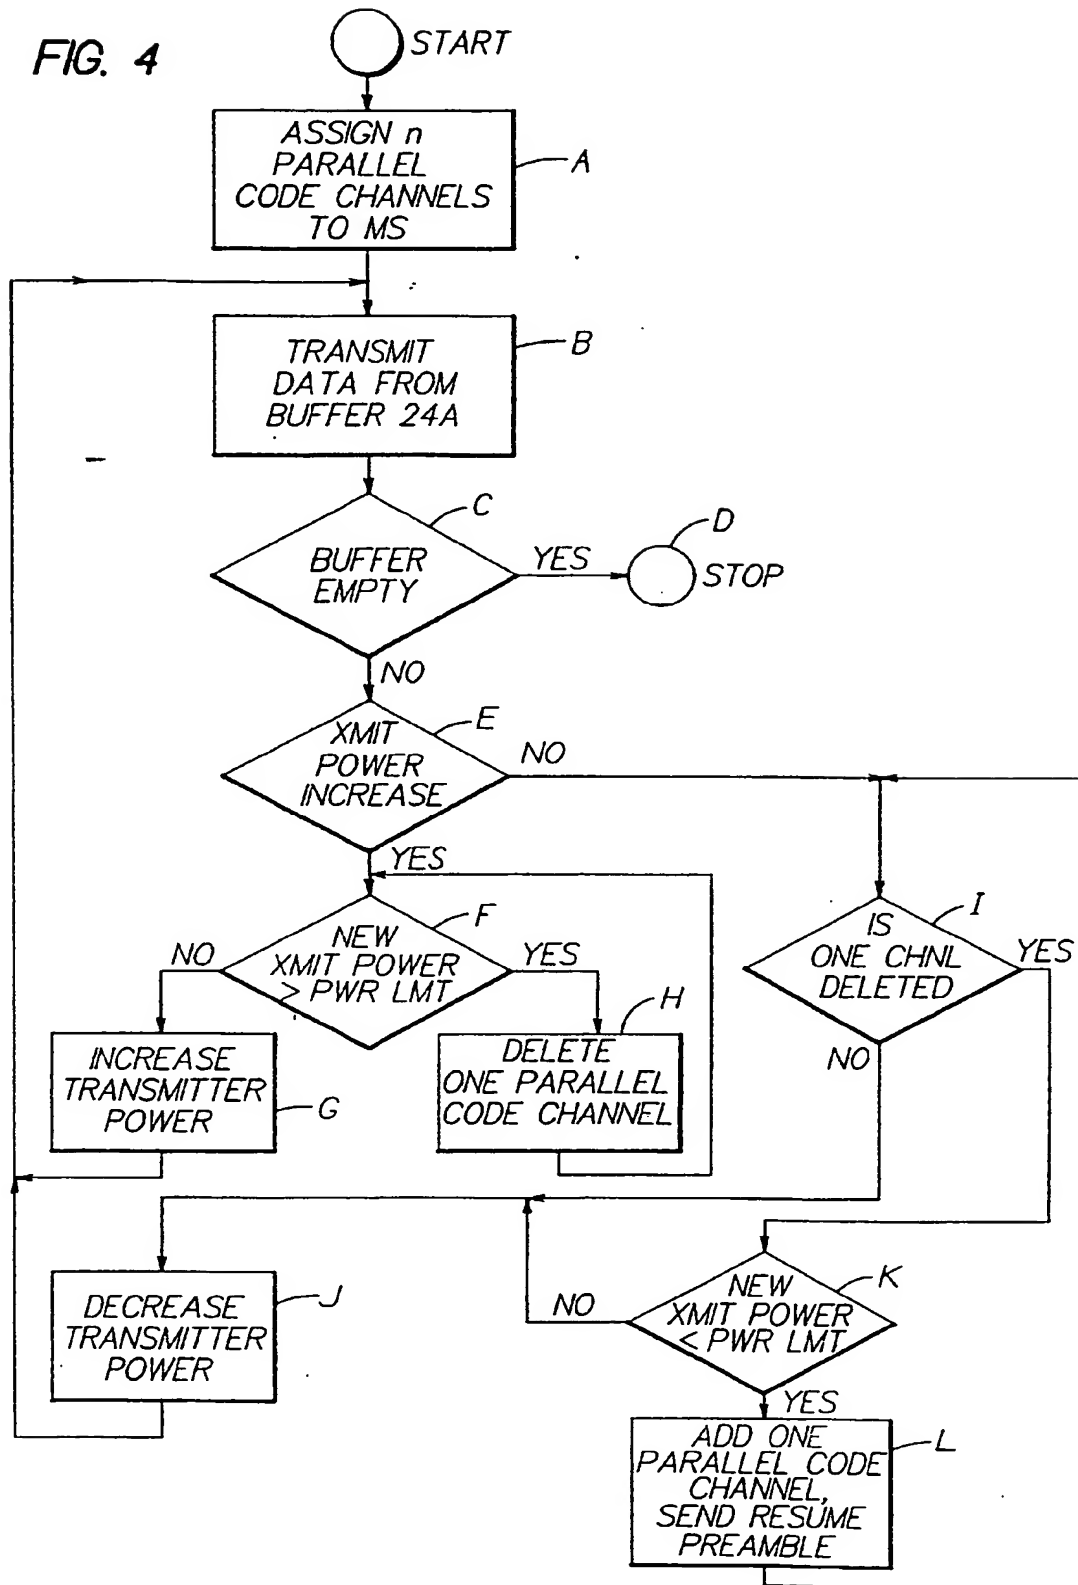 FIG. 4
START
ASSIGN n
PARALLEL
CODE CHANNELS
TO MS
A
TRANSMIT
DATA FROM
BUFFER 24A
B
BUFFER
EMPTY
C
YES
D
STOP
NO
XMIT
POWER
INCREASE
E
NO
YES
NEW
XMIT POWER
> PWR LMT
F
NO
YES
INCREASE
TRANSMITTER
POWER
G
DELETE
ONE PARALLEL
CODE CHANNEL
H
IS
ONE CHNL
DELETED
I
YES
NO
DECREASE
TRANSMITTER
POWER
J
NEW
XMIT POWER
< PWR LMT
K
NO
YES
ADD ONE
PARALLEL CODE
CHANNEL,
SEND RESUME
PREAMBLE
L